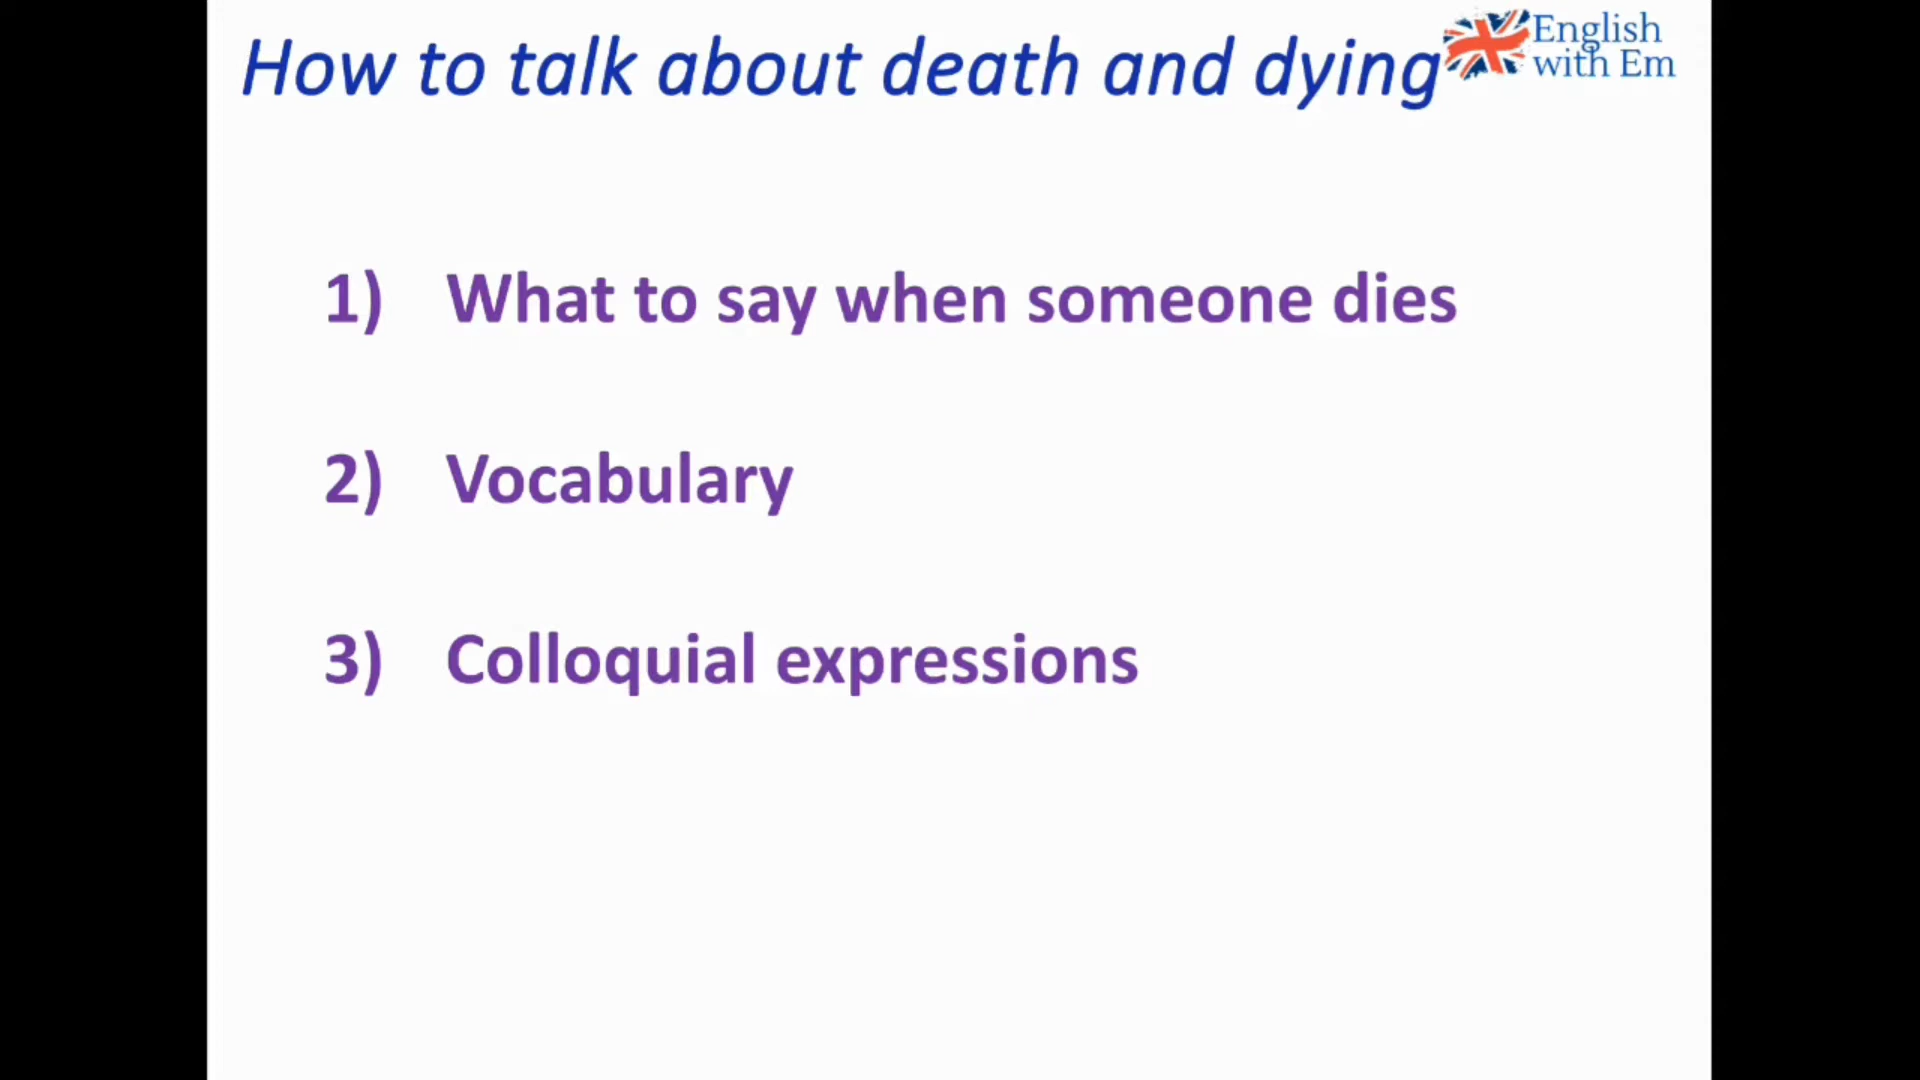 How to talk about death and dying
English
with Em
1) What to say when someone dies
2) Vocabulary
3) Colloquial expressions